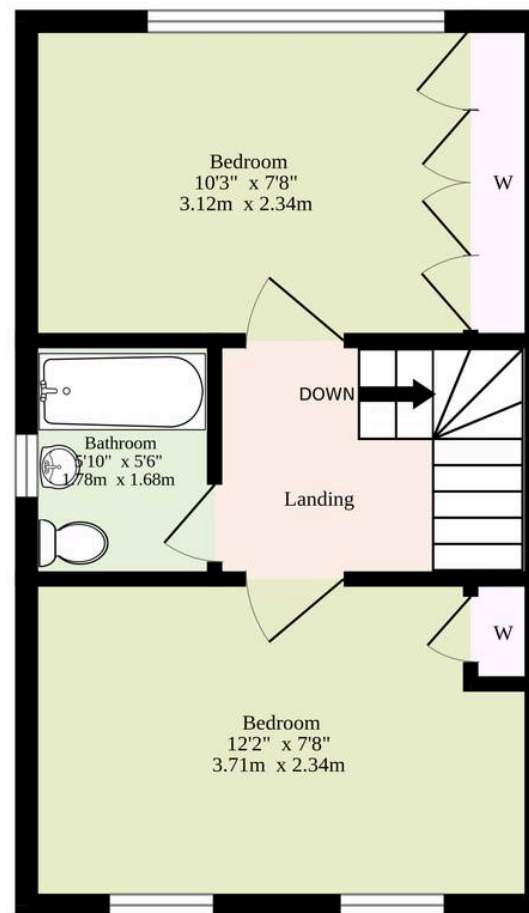 Bedroom
10'3" x 7'8"
3.12m x 2.34m
W
DOWN
Bathroom
5'10" x 5'6"
1.78m x 1.68m
Landing
W
Bedroom
12'2" x 7'8"
3.71m x 2.34m